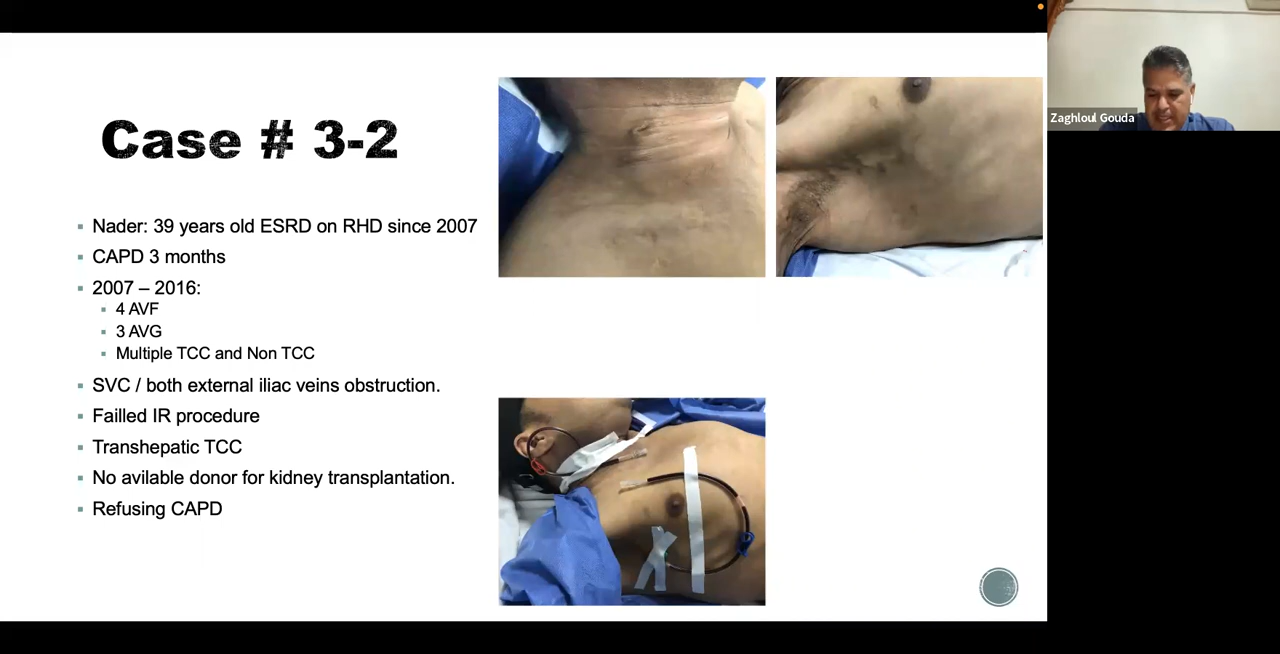 Case # 3-2
Nader: 39 years old ESRD on RHD since 2007
CAPD 3 months
2007 – 2016:
4 AVF
3 AVG
Multiple TCC and Non TCC
SVC / both external iliac veins obstruction.
Failled IR procedure
Transhepatic TCC
No avilable donor for kidney transplantation.
Refusing CAPD
Zaghloul Gouda